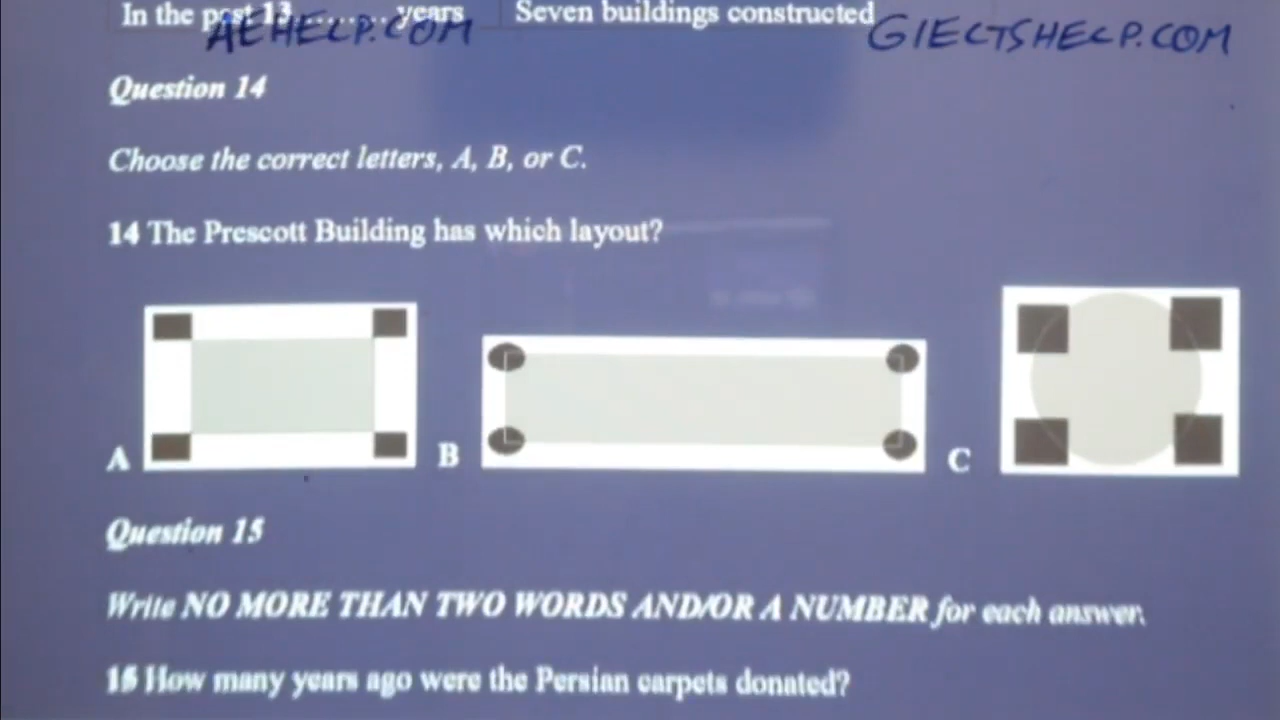 In the past 13 ......... years Seven buildings constructed
AEHELP.COM GIELTSHELP.COM
Question 14
Choose the correct letters, A, B, or C.
14 The Prescott Building has which layout?
A B C
Question 15
Write NO MORE THAN TWO WORDS AND/OR A NUMBER for each answer.
15 How many years ago were the Persian carpets donated?